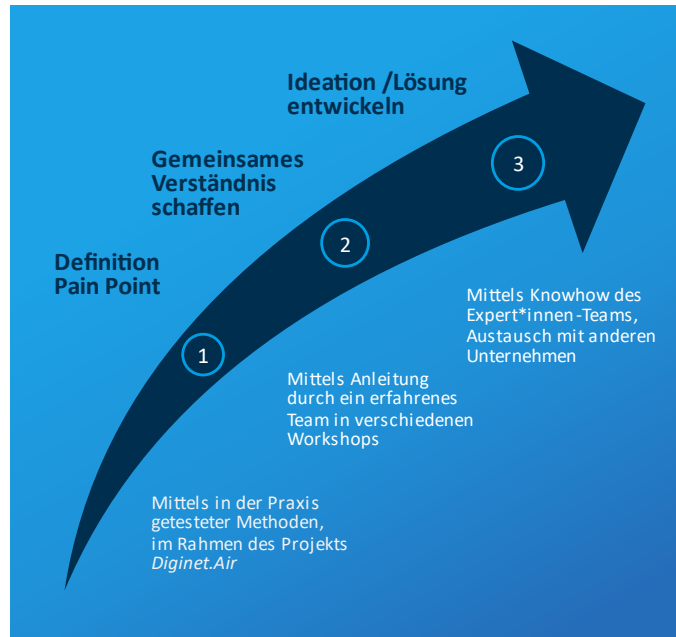 Ideation /Lösung
entwickeln
3
Gemeinsames
Verständnis
schaffen
2
Definition
Pain Point
1
Mittels Knowhow des
Expert*innen-Teams,
Austausch mit anderen
Unternehmen
Mittels Anleitung
durch ein erfahrenes
Team in verschiedenen
Workshops
Mittels in der Praxis
getesteter Methoden,
im Rahmen des Projekts
Diginet.Air